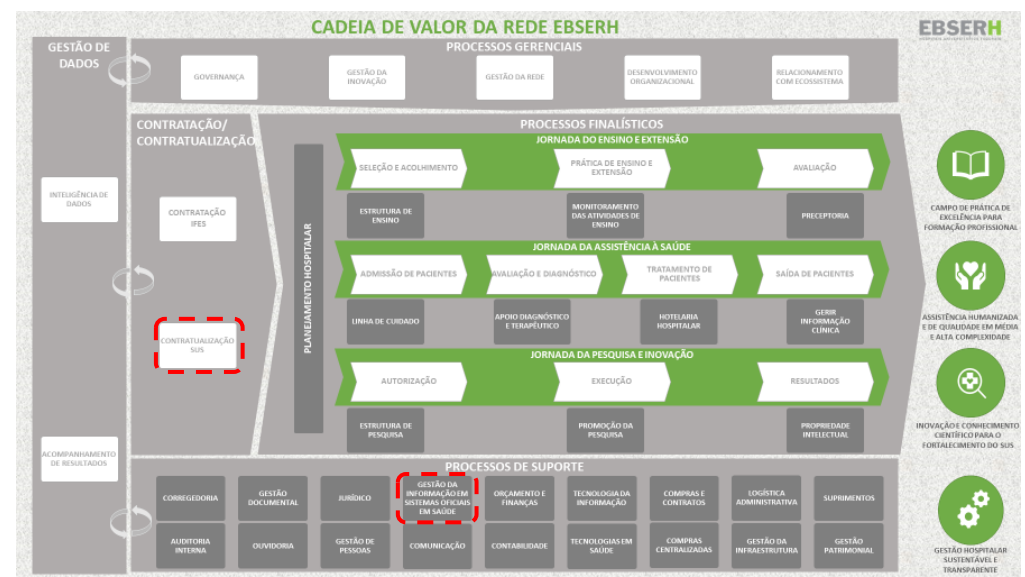 CADEIA DE VALOR DA REDE EBSERH
EBSERH
GESTÃO DE
DADOS
INTELIGÊNCIA DE
DADOS
ACOMPANHAMENTO
DE RESULTADOS
PROCESSOS GERENCIAIS
GOVERNANÇA
GESTÃO DA
INOVAÇÃO
GESTÃO DA REDE
DESENVOLVIMENTO
ORGANIZACIONAL
RELACIONAMENTO
COM ECOSSISTEMA
CONTRATAÇÃO/
CONTRATUALIZAÇÃO
CONTRATAÇÃO
IFES
CONTRATUALIZAÇÃO
SUS
PROCESSOS FINALÍSTICOS
PLANEJAMENTO HOSPITALAR
JORNADA DO ENSINO E EXTENSÃO
SELEÇÃO E ACOLHIMENTO
PRÁTICA DE ENSINO E
EXTENSÃO
AVALIAÇÃO
ESTRUTURA DE
ENSINO
MONITORAMENTO
DAS ATIVIDADES DE
ENSINO
PRECEPTORIA
JORNADA DA ASSISTÊNCIA À SAÚDE
ADMISSÃO DE PACIENTES
AVALIAÇÃO E DIAGNÓSTICO
TRATAMENTO DE
PACIENTES
SAÍDA DE PACIENTES
LINHA DE CUIDADO
APOIO DIAGNÓSTICO
E TERAPÊUTICO
HOTELARIA
HOSPITALAR
GERIR
INFORMAÇÃO
CLÍNICA
JORNADA DA PESQUISA E INOVAÇÃO
AUTORIZAÇÃO
EXECUÇÃO
RESULTADOS
ESTRUTURA DE
PESQUISA
PROMOÇÃO DA
PESQUISA
PROPRIEDADE
INTELECTUAL
PROCESSOS DE SUPORTE
CORREGEDORIA
GESTÃO
DOCUMENTAL
JURÍDICO
GESTÃO DA
INFORMAÇÃO EM
SISTEMAS OFICIAIS
EM SAÚDE
ORÇAMENTO E
FINANÇAS
TECNOLOGIA DA
INFORMAÇÃO
COMPRAS E
CONTRATOS
LOGÍSTICA
ADMINISTRATIVA
SUPRIMENTOS
AUDITORIA
INTERNA
OUVIDORIA
GESTÃO DE
PESSOAS
COMUNICAÇÃO
CONTABILIDADE
TECNOLOGIAS EM
SAÚDE
COMPRAS
CENTRALIZADAS
GESTÃO DA
INFRAESTRUTURA
GESTÃO
PATRIMONIAL
CAMPO DE PRÁTICA DE
EXCELÊNCIA PARA
FORMAÇÃO PROFISSIONAL
ASSISTÊNCIA HUMANIZADA
E DE QUALIDADE EM MÉDIA
E ALTA COMPLEXIDADE
INOVAÇÃO E CONHECIMENTO
CIENTÍFICO PARA O
FORTALECIMENTO DO SUS
GESTÃO HOSPITALAR
SUSTENTÁVEL E
TRANSPARENTE